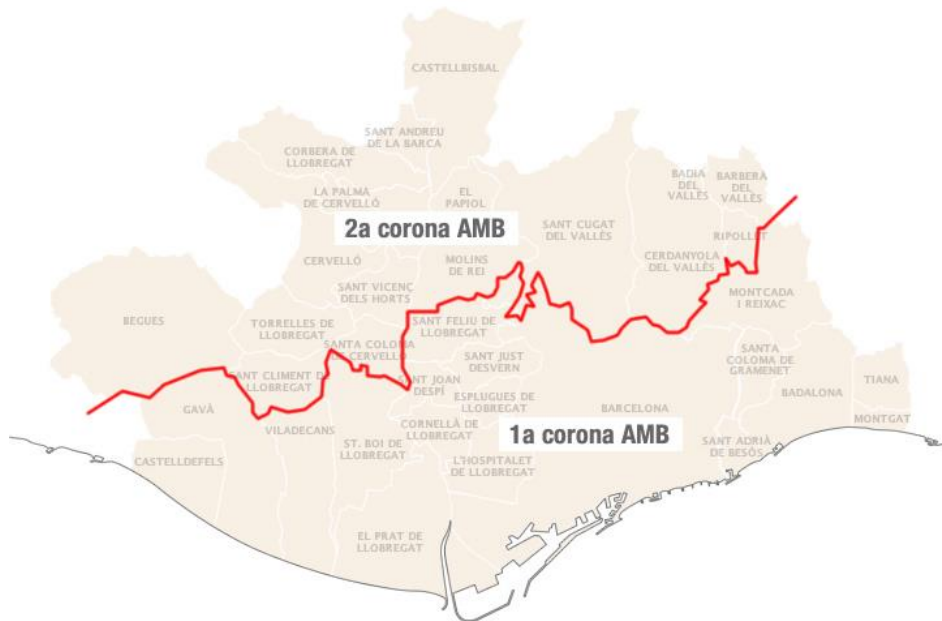 CASTELLBISBAL
SANT ANDREU
DE LA BARCA
CORBERA DE
LLOBREGAT
BADIA
DEL
VALLÈS
BARBERÀ
DEL
VALLÈS
LA PALMA
DE CERVELLÓ
EL
PAPIOL
SANT CUGAT
DEL VALLÈS
2a corona AMB
RIPOLLET
CERVELLÓ
MOLINS
DE REI
CERDANYOLA
DEL VALLÈS
SANT VICENÇ
DELS HORTS
MONTCADA
I REIXAC
BEGUES
TORRELLES DE
LLOBREGAT
SANT FELIU DE
LLOBREGAT
SANTA COLOMA
DE CERVELLÓ
SANT JUST
DESVERN
SANTA
COLOMA DE
GRAMENET
SANT CLIMENT DE
LLOBREGAT
SANT JOAN
DESPÍ
TIANA
BADALONA
GAVÀ
ESPLUGUES DE
LLOBREGAT
BARCELONA
MONTGAT
VILADECANS
CORNELLÀ DE
LLOBREGAT
1a corona AMB
ST. BOI DE
LLOBREGAT
SANT ADRIÀ
DE BESÒS
CASTELLDEFELS
L'HOSPITALET
DE LLOBREGAT
EL PRAT DE
LLOBREGAT